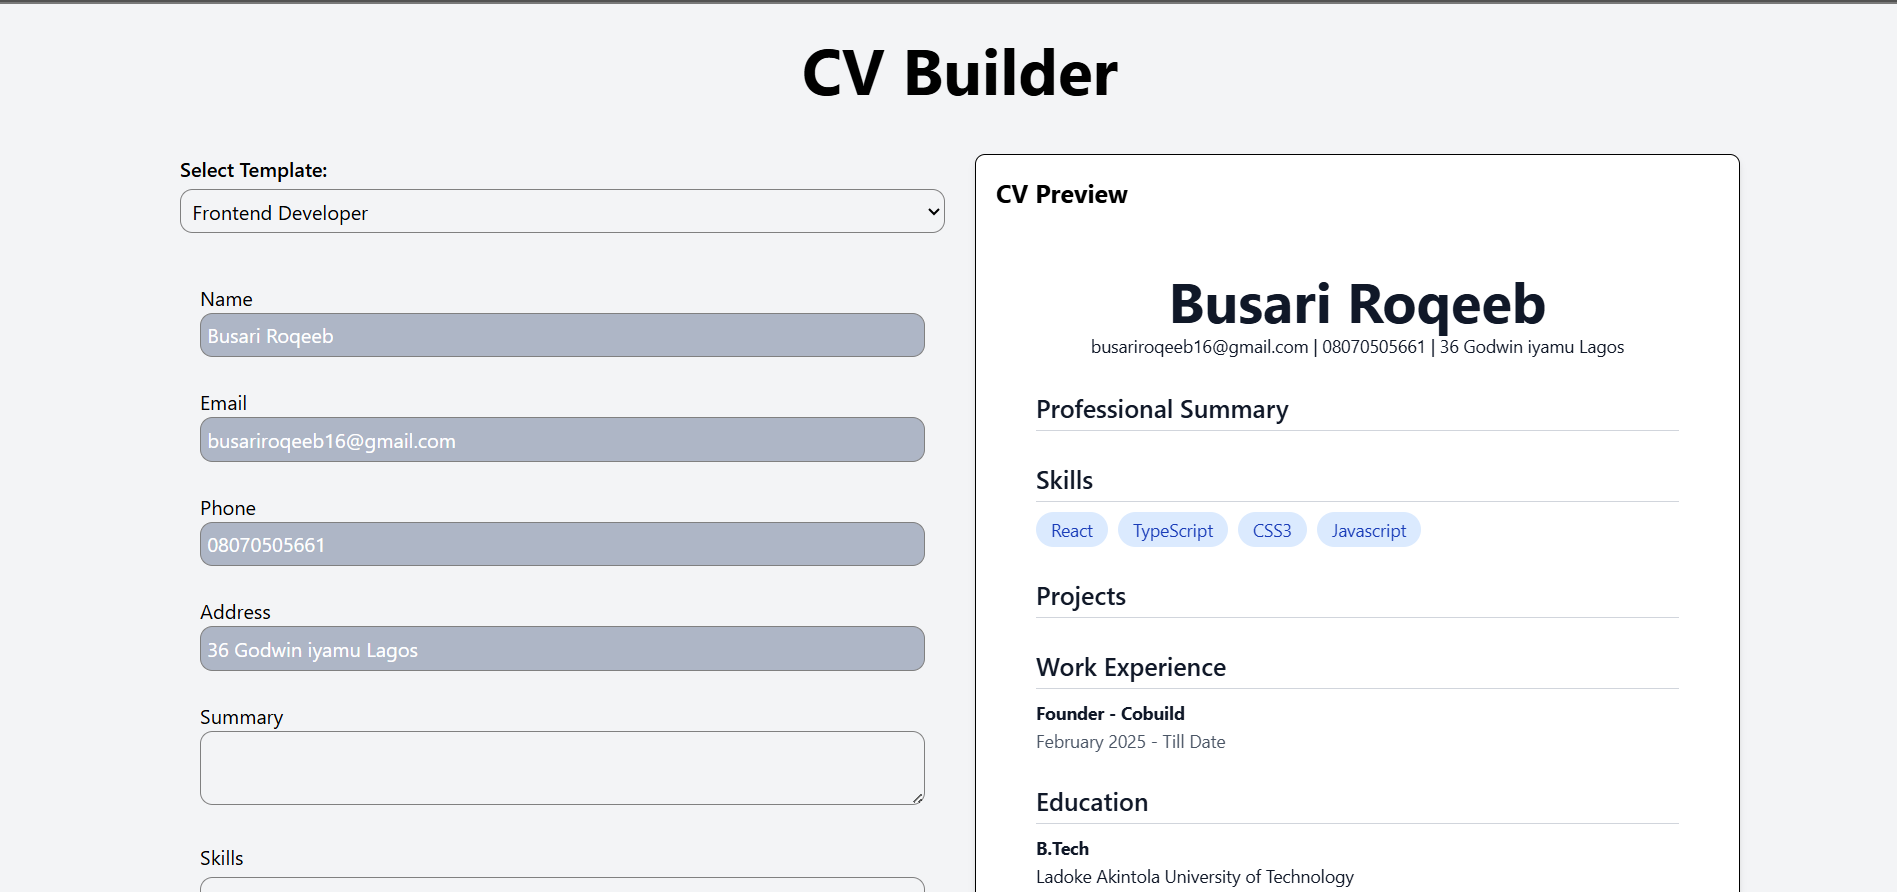 CV Builder
Select Template:
Frontend Developer
Name
Busari Roqeeb
Email
busariroqeeb16@gmail.com
Phone
08070505661
Address
36 Godwin iyamu Lagos
Summary
Skills
CV Preview
Busari Roqeeb
busariroqeeb16@gmail.com | 08070505661 | 36 Godwin iyamu Lagos
Professional Summary
Skills
React TypeScript CSS3 Javascript
Projects
Work Experience
Founder - Cobuild
February 2025 - Till Date
Education
B.Tech
Ladoke Akintola University of Technology